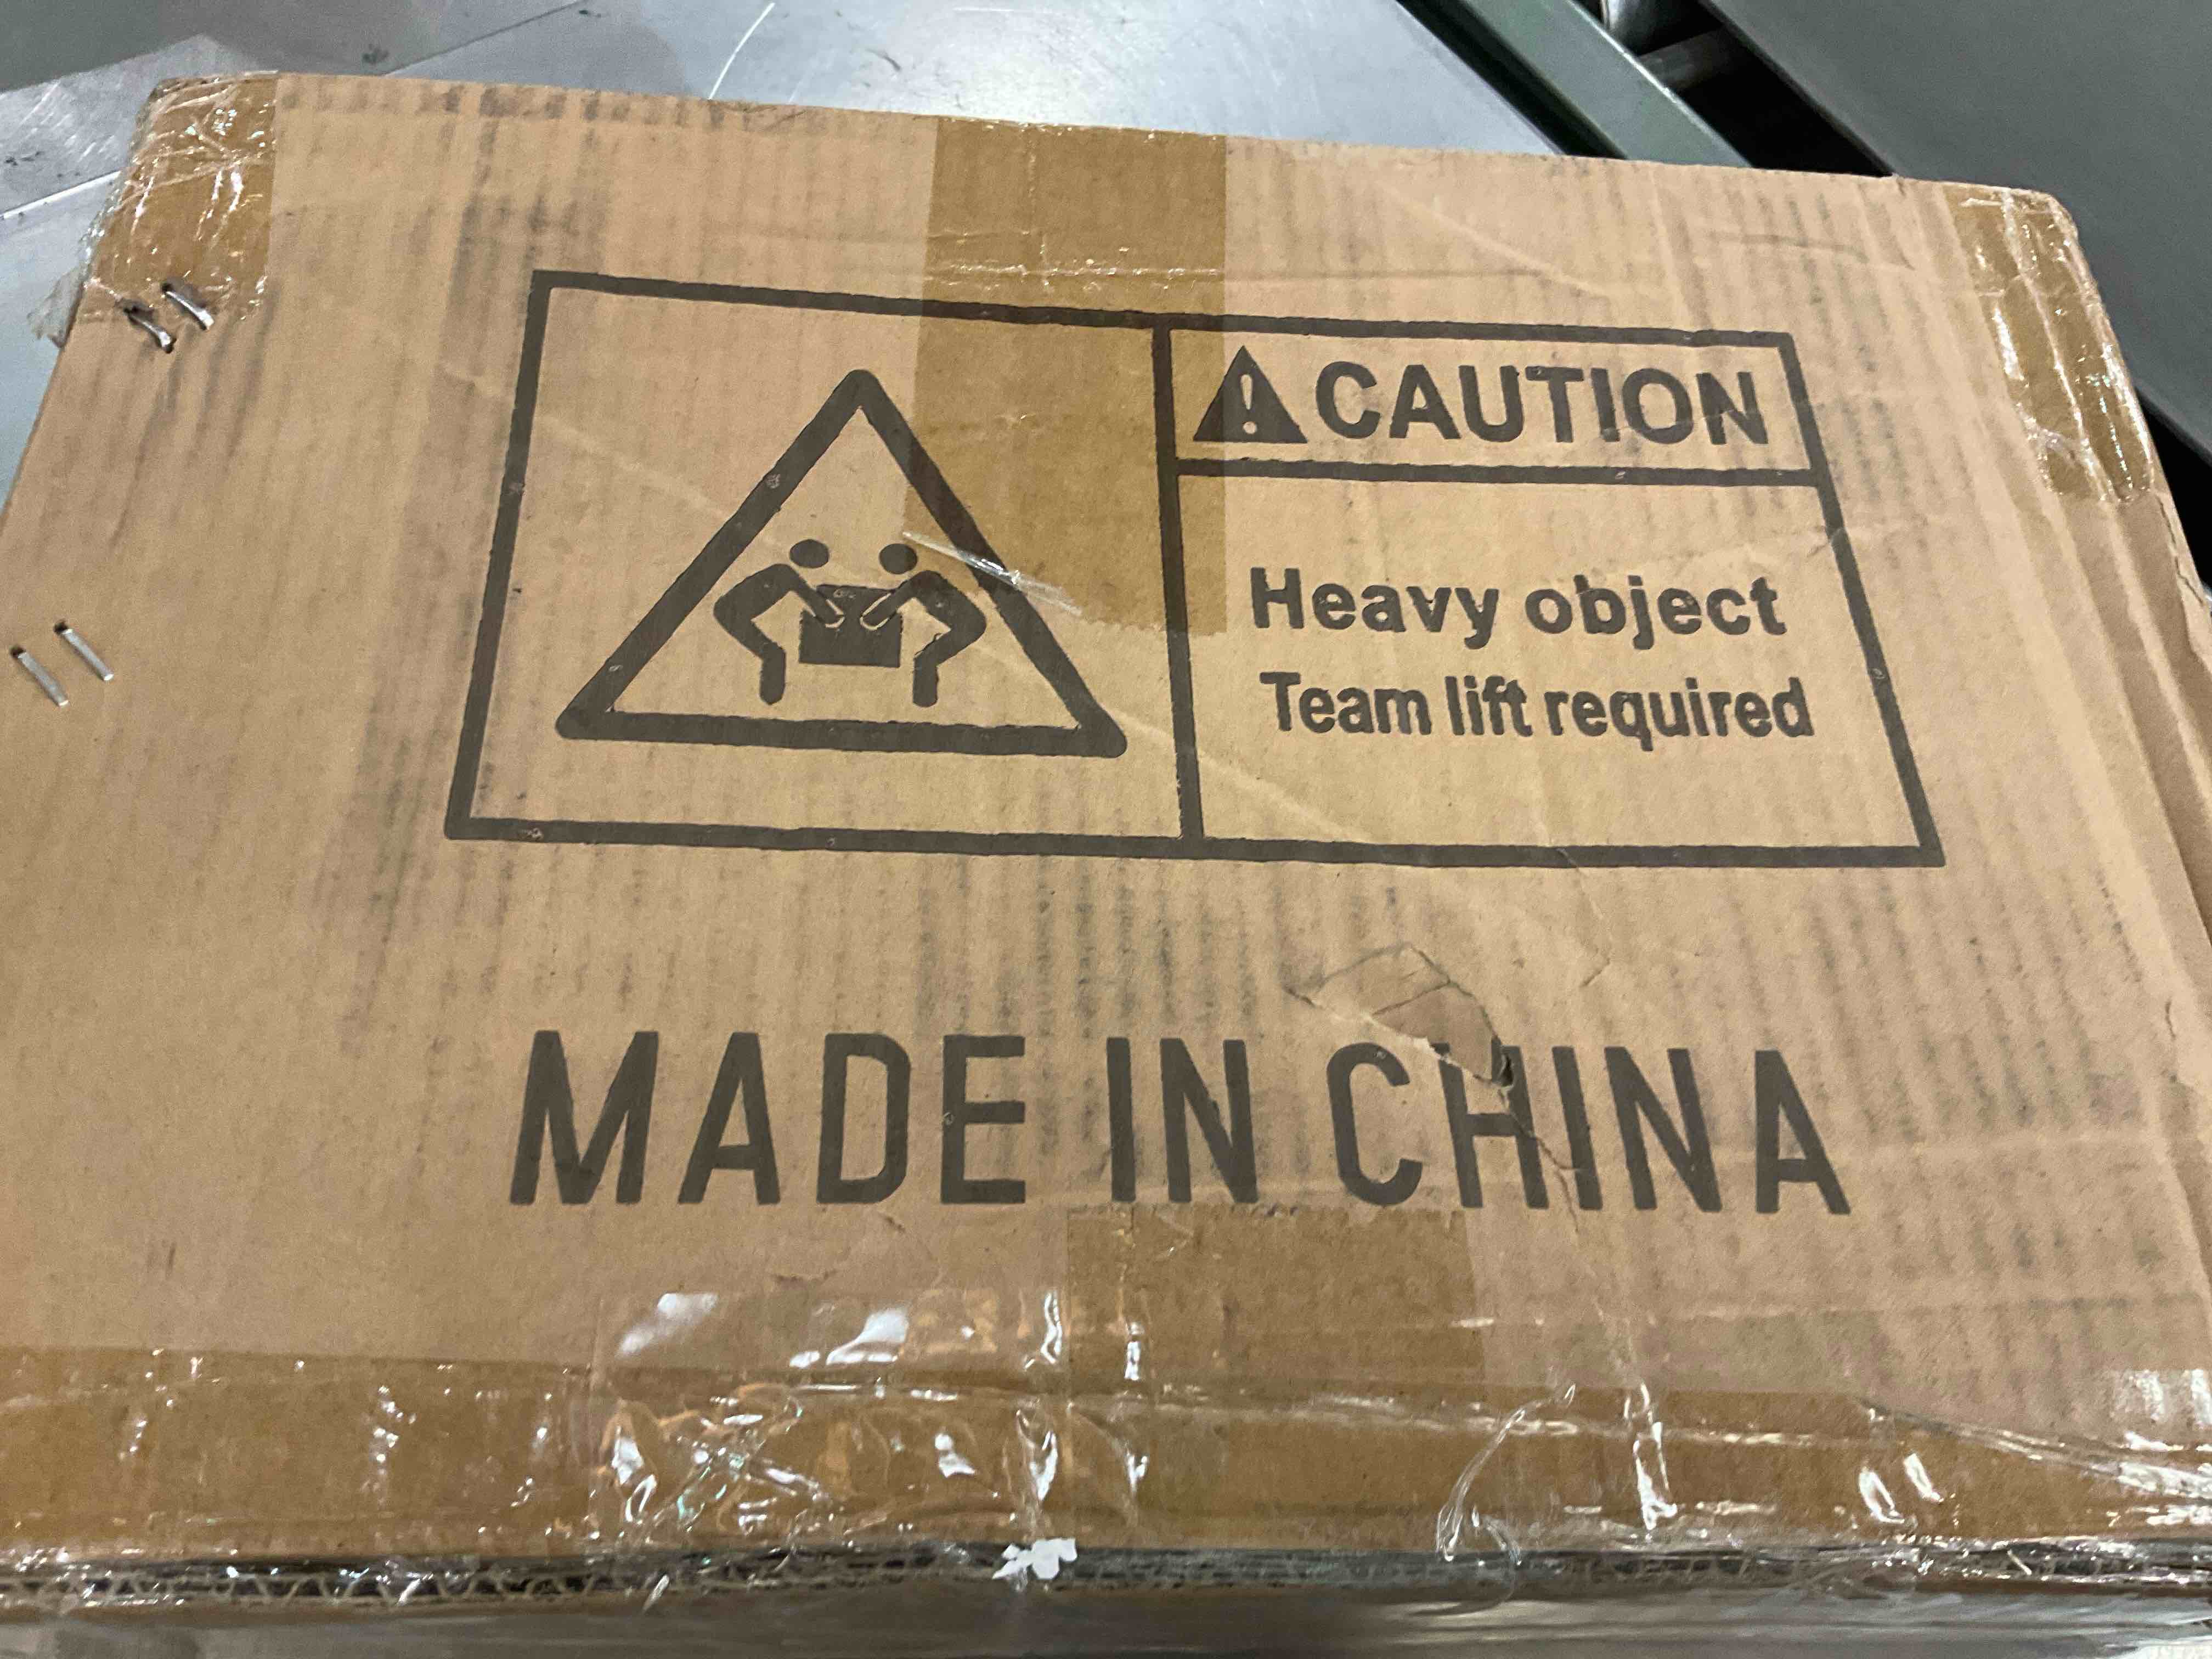 CAUTION
Heavy object
Team lift required
MADE IN CHINA